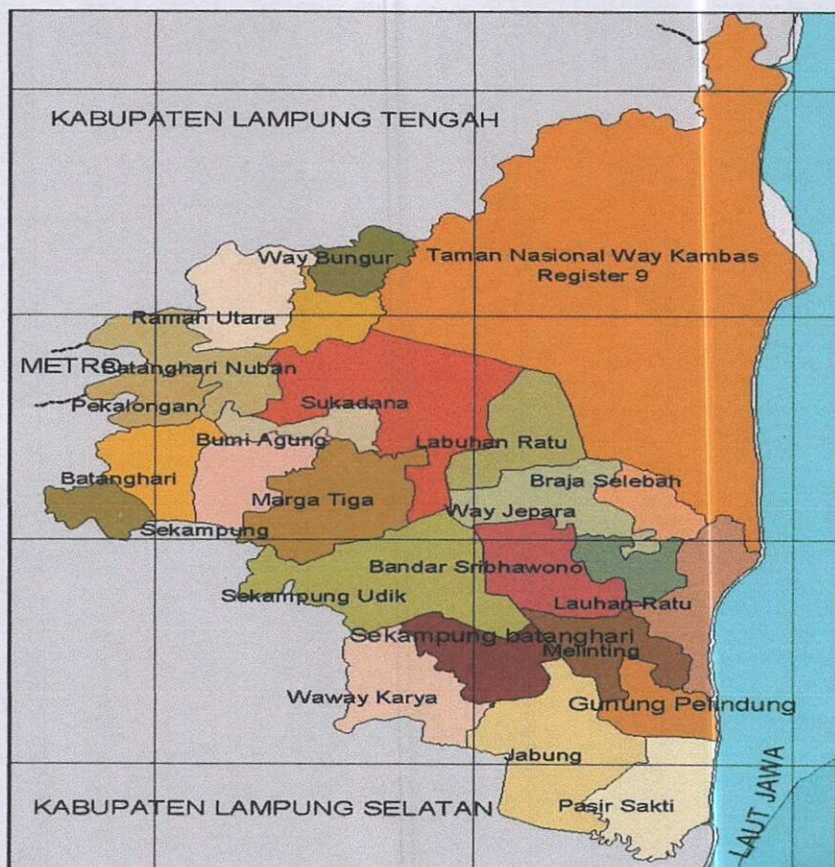 KABUPATEN LAMPUNG TENGAH
Way Bungur
Taman Nasional Way Kambas
Register 9
Raman Utara
METRO
Batanghari Nuban
Pekalongan
Sukadana
Bumi Agung
Labuhan Ratu
Batanghari
Braja Selebah
Marga Tiga
Way Jepara
Sekampung
Bandar Sribhawono
Sekampung Udik
Lauhan Ratu
Sekampung batanghari
Melinting
Waway Karya
Gunung Pelindung
Jabung
KABUPATEN LAMPUNG SELATAN
Pasir Sakti
LAUT JAWA